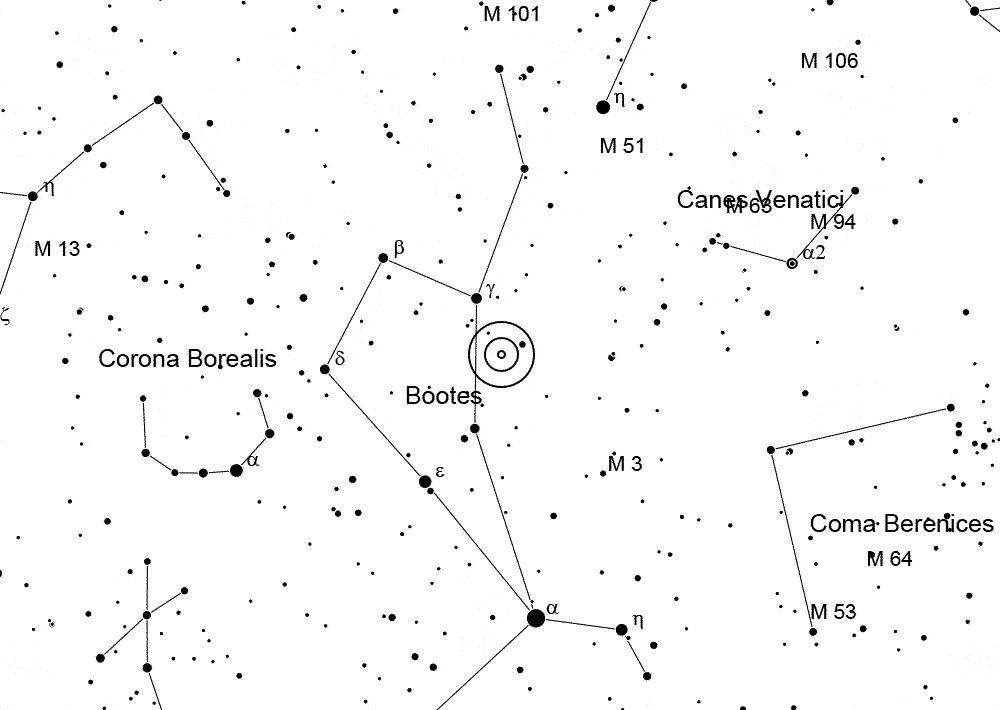 M 101
M 106
η
M 51
η
Canes Venatici
M 63
M 94
M 13
β
α2
γ
ζ
Corona Borealis
δ
Bootes
α
ε
M 3
Coma Berenices
M 64
α
η
M 53